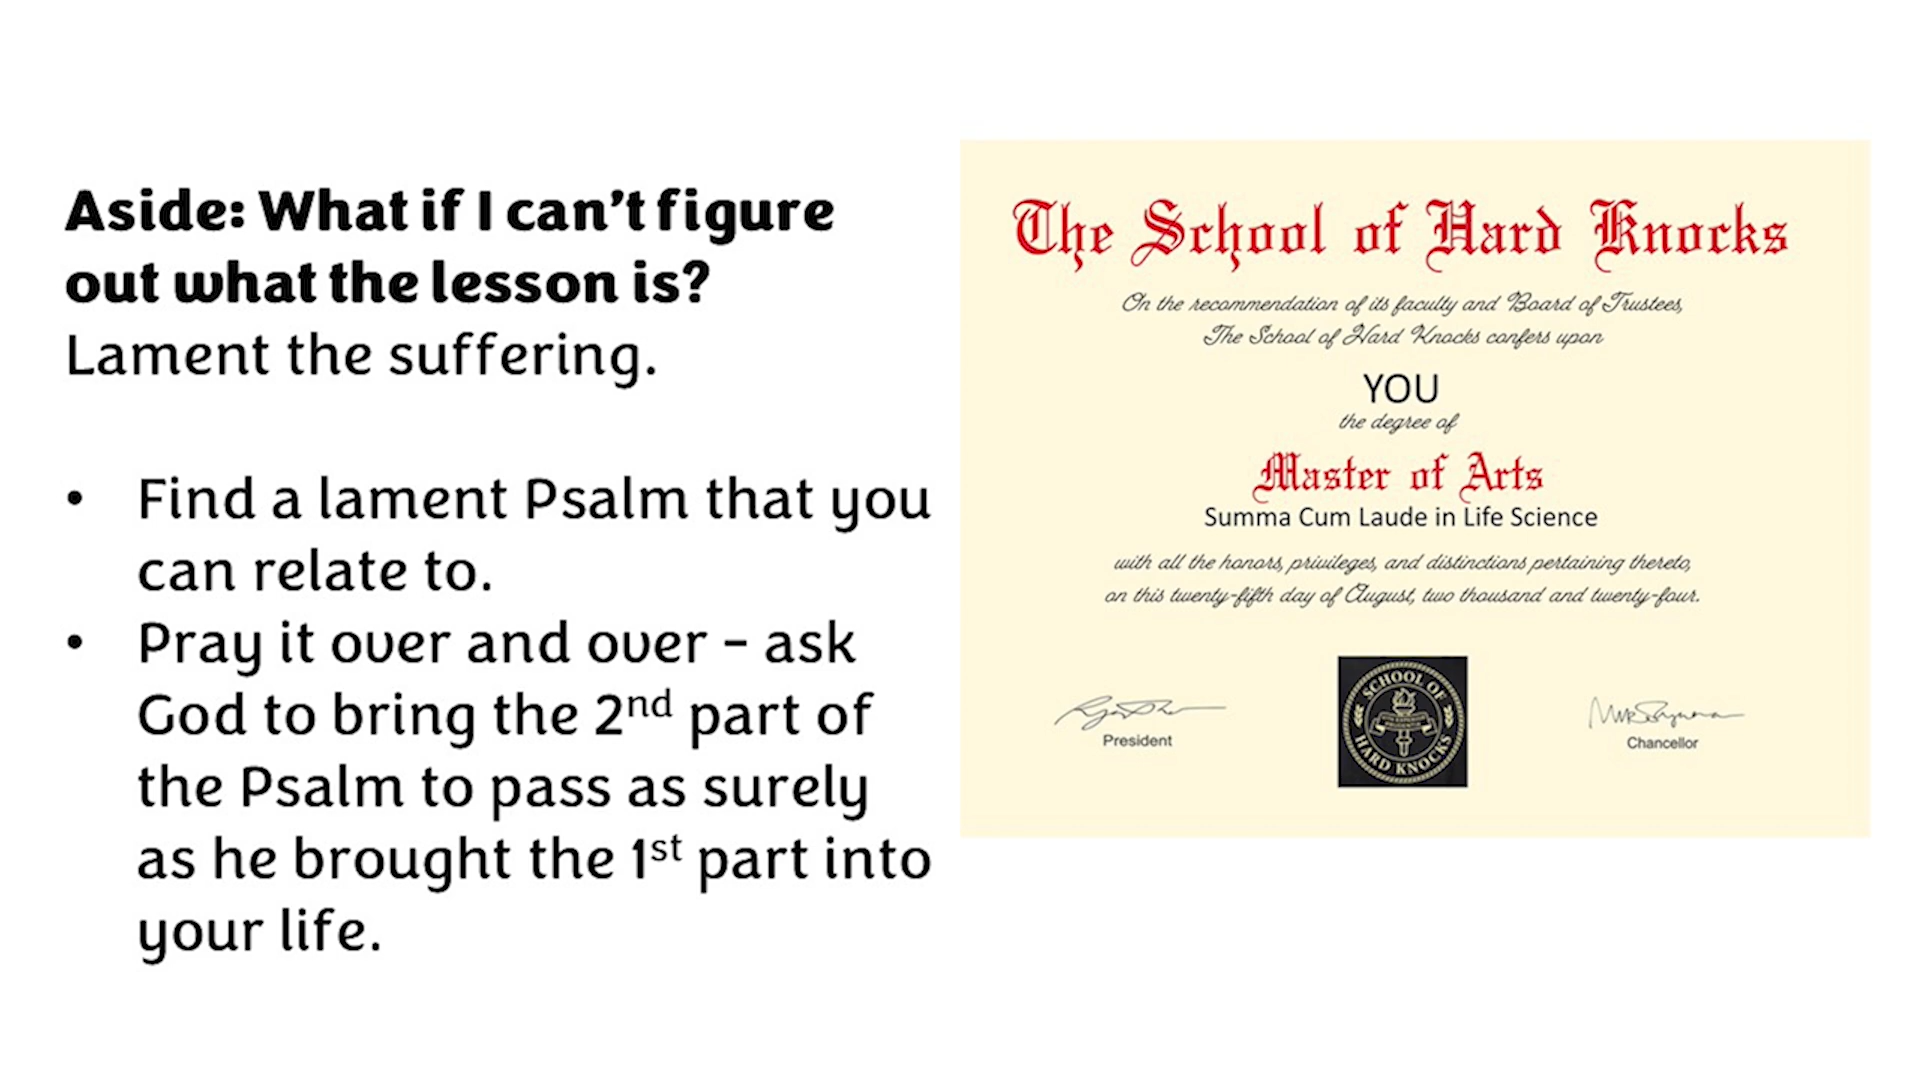 Aside: What if I can't figure
out what the lesson is?
Lament the suffering.
• Find a lament Psalm that you
can relate to.
• Pray it over and over – ask
God to bring the 2nd part of
the Psalm to pass as surely
as he brought the 1st part into
your life.
The School of Hard Knocks
On the recommendation of its faculty and Board of Trustees,
The School of Hard Knocks confers upon
YOU
the degree of
Master of Arts
Summa Cum Laude in Life Science
with all the honors, privileges, and distinctions pertaining thereto,
on this twenty-fifth day of August, two thousand and twenty-four.
President
SCHOOL OF
HARD KNOCKS
Chancellor